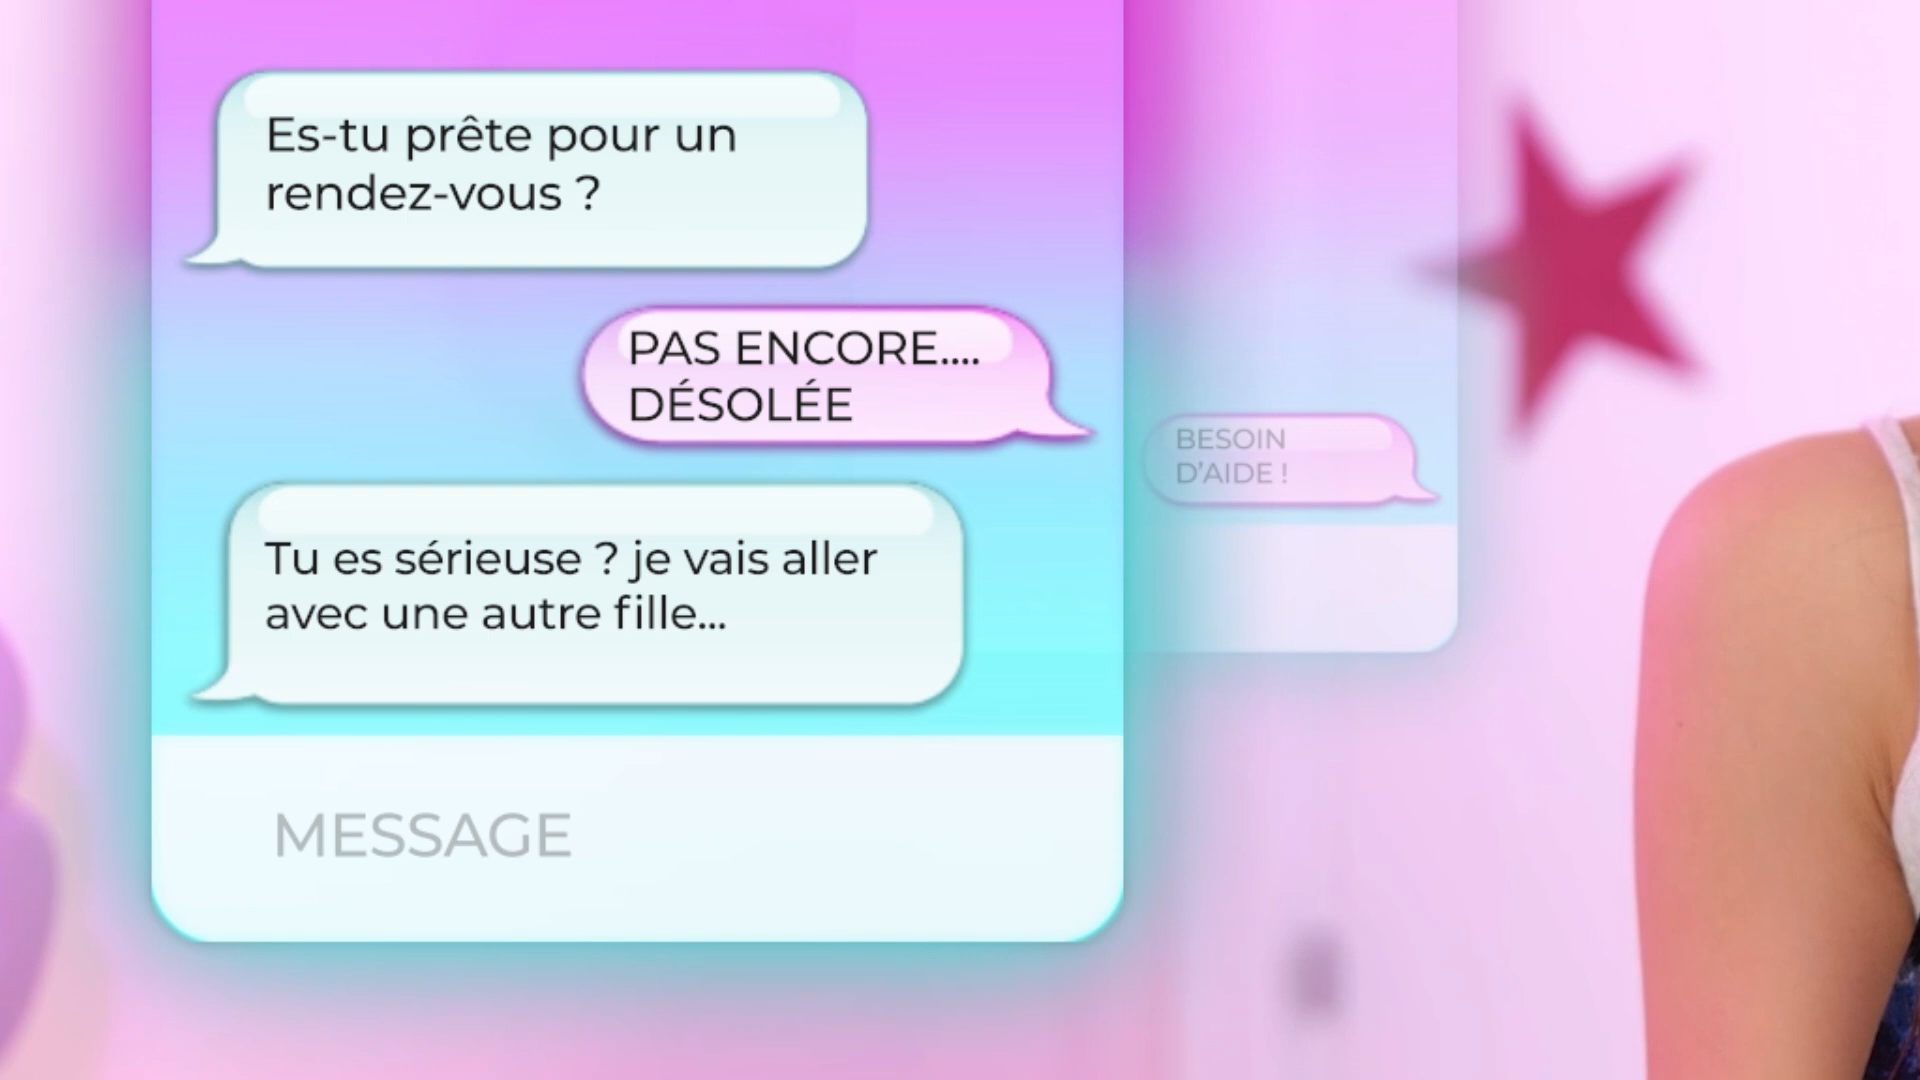 Es-tu prête pour un
rendez-vous ?
PAS ENCORE....
DÉSOLÉE
BESOIN
D'AIDE !
Tu es sérieuse ? je vais aller
avec une autre fille...
MESSAGE